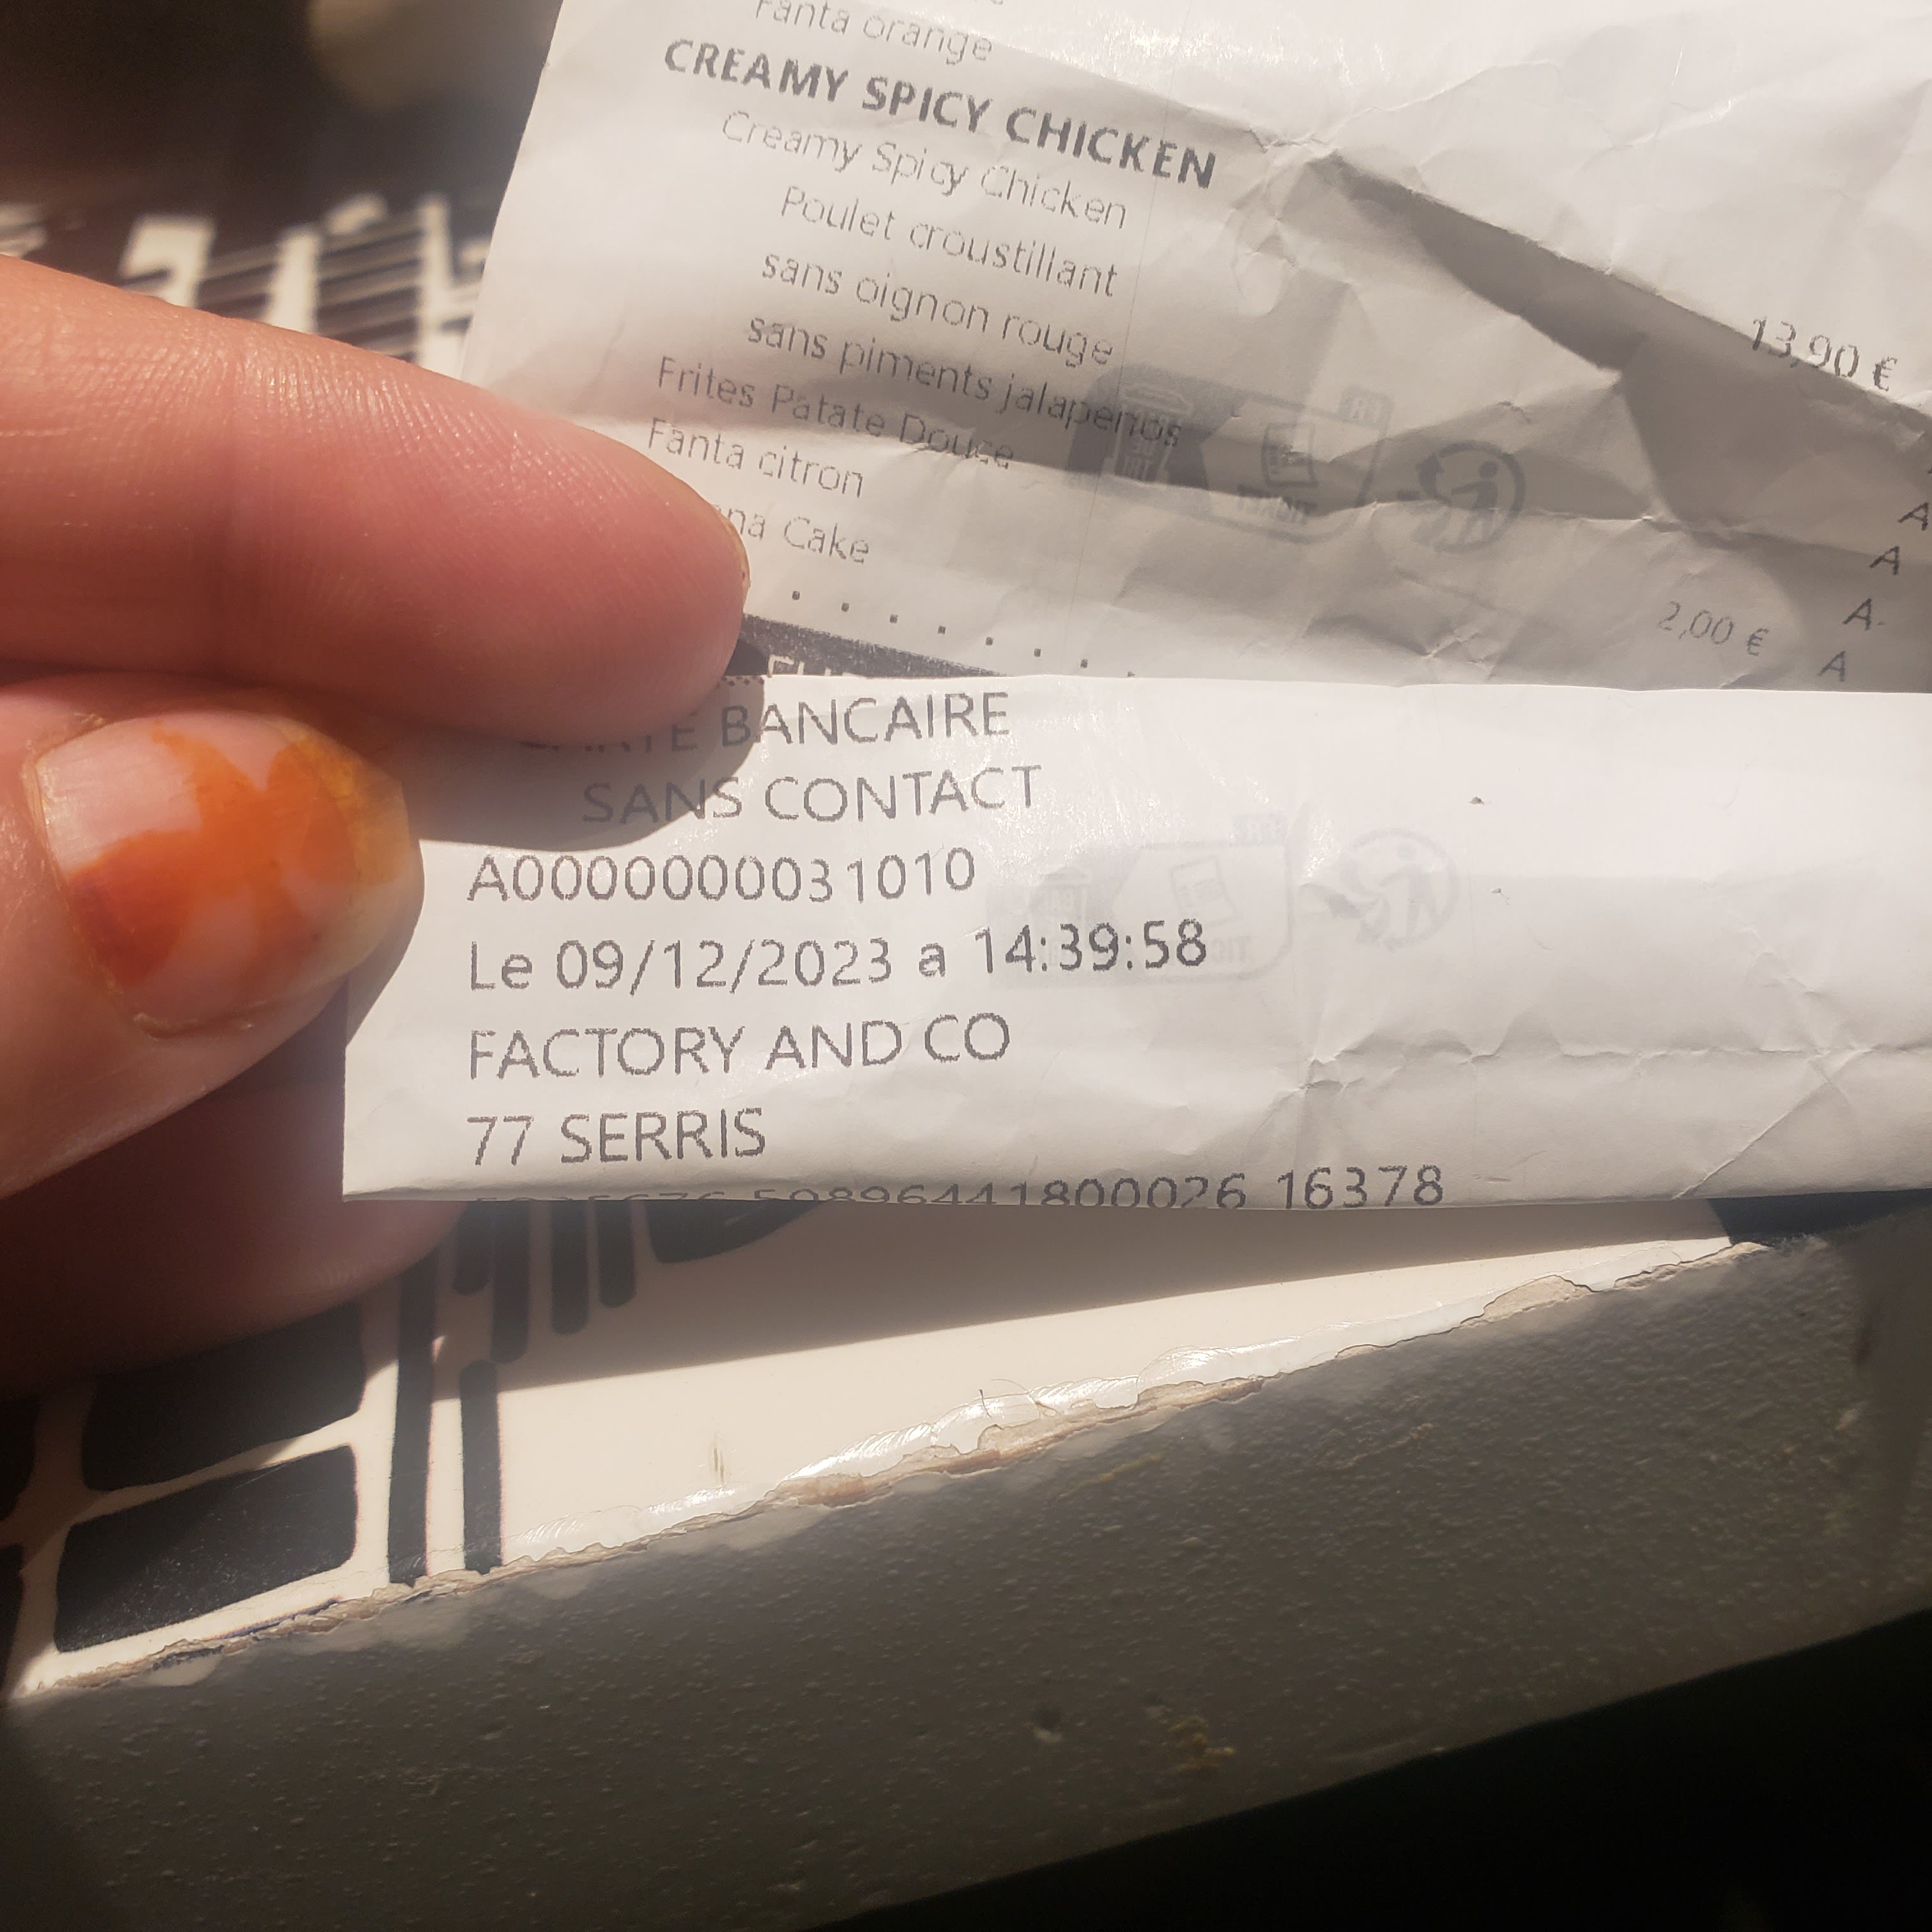 Fanta orange
CREAMY SPICY CHICKEN
Creamy Spicy Chicken
Poulet croustillant
sans oignon rouge
13,90 €
sans piments jalapenos
Frites Patate Douce
A
Fanta citron
A
Cake
A
2,00 €
A
. . . . . . . .
BANCAIRE
SANS CONTACT
A0000000031010
Le 09/12/2023 a 14:39:58
FACTORY AND CO
77 SERRIS
50896441800026 16378